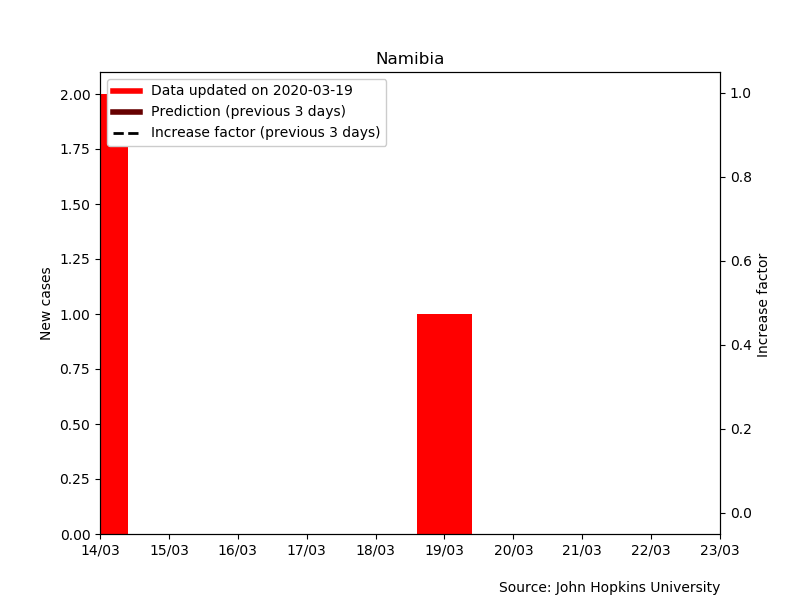 Namibia
Data updated on 2020-03-19
Prediction (previous 3 days)
Increase factor (previous 3 days)
New cases
2.00
1.75
1.50
1.25
1.00
0.75
0.50
0.25
0.00
1.0
0.8
0.6
0.4
0.2
0.0
Increase factor
14/03 15/03 16/03 17/03 18/03 19/03 20/03 21/03 22/03 23/03
Source: John Hopkins University